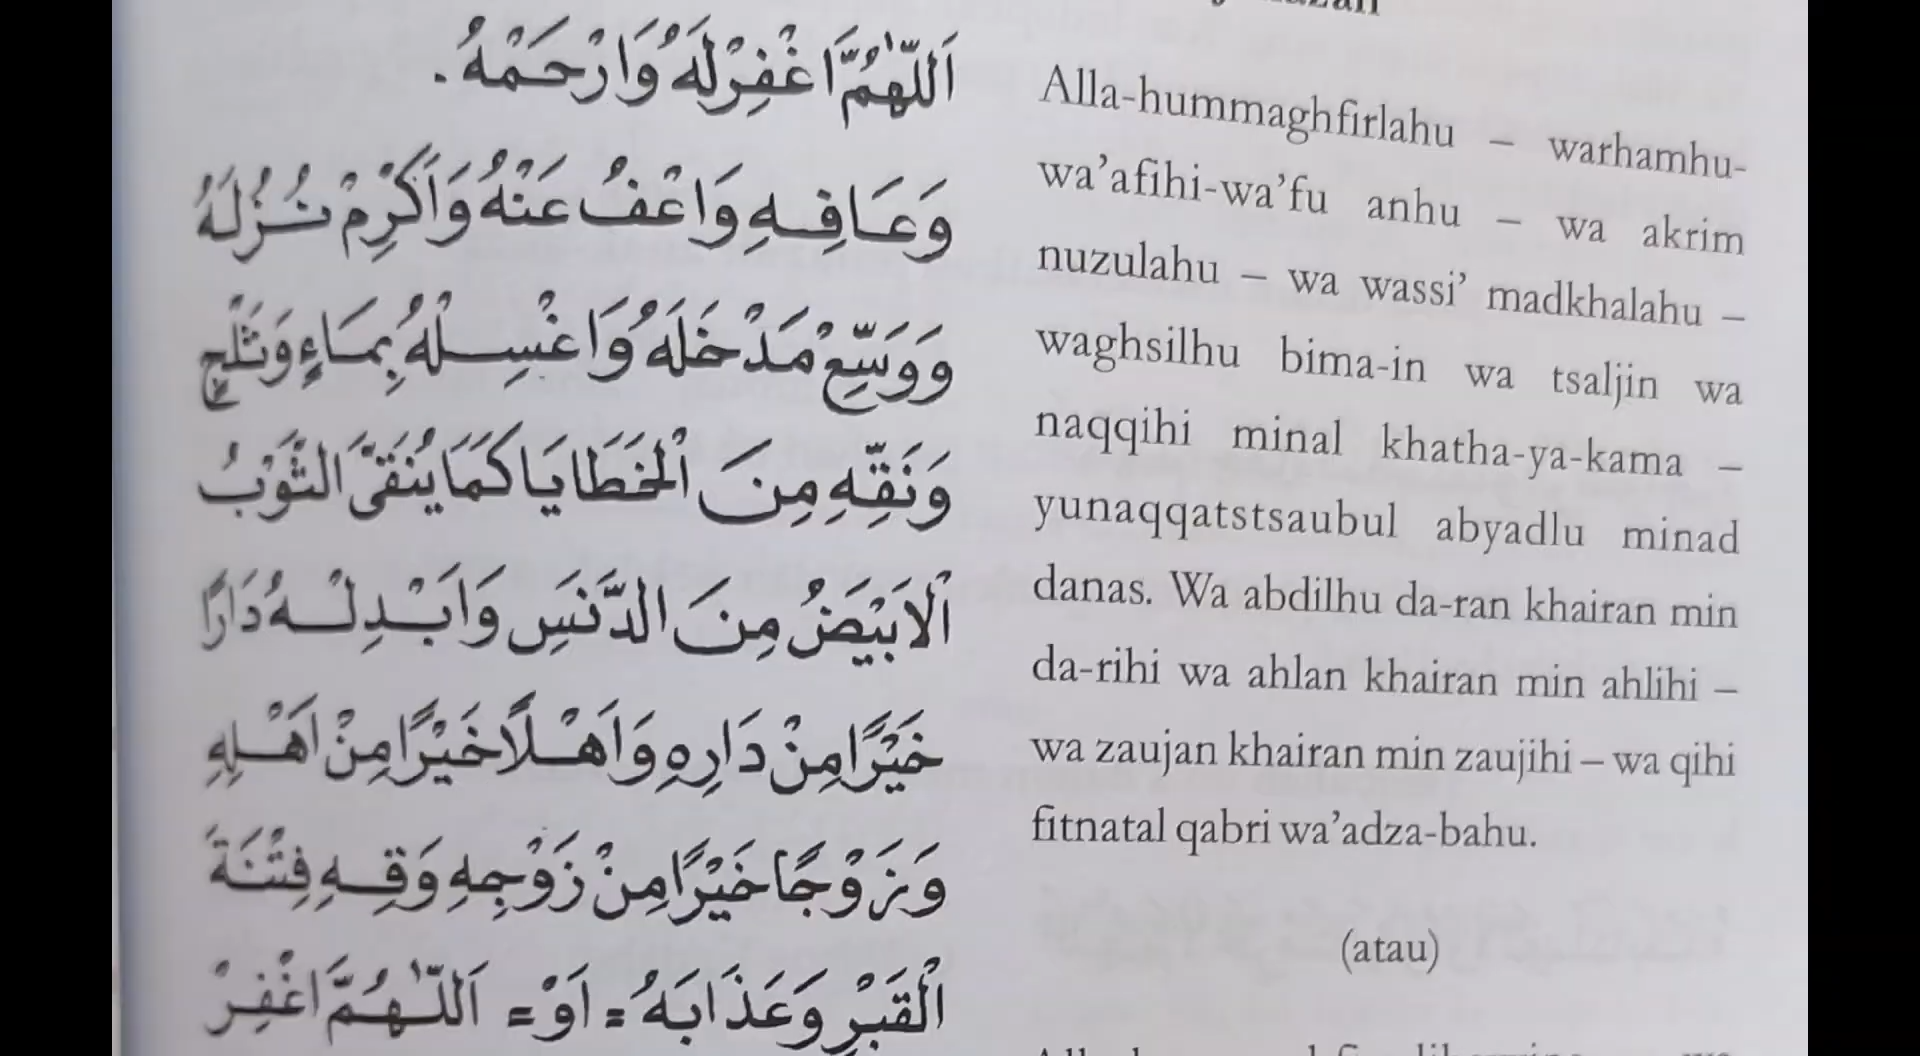 اَللّٰهُمَّ اغْفِرْلَهُ وَارْحَمْهُ .
وَعَافِهِ وَاعْفُ عَنْهُ وَاَكْرِمْ نُزُلَهُ
وَوَسِّعْ مَدْخَلَهُ وَاغْسِلْهُ بِمَاءٍ وَثَلْجٍ
وَنَقِّهِ مِنَ الْخَطَايَا كَمَا يُنَقَّى الثَّوْبُ
الْاَبْيَضُ مِنَ الدَّنَسِ وَاَبْدِلْهُ دَارًا
خَيْرًا مِنْ دَارِهِ وَاَهْلًا خَيْرًا مِنْ اَهْلِهِ
وَزَوْجًا خَيْرًا مِنْ زَوْجِهِ وَقِهِ فِتْنَةَ
الْقَبْرِ وَعَذَابَهُ = اَوْ = اَللّٰهُمَّ اغْفِرْ
Alla-hummaghfirlahu – warhamhu-
wa’afihi-wa’fu anhu – wa akrim
nuzulahu – wa wassi’ madkhalahu –
waghsilhu bima-in wa tsaljin wa
naqqihi minal khatha-ya-kama –
yunaqqatstsaubul abyadlu minad
danas. Wa abdilhu da-ran khairan min
da-rihi wa ahlan khairan min ahlihi –
wa zaujan khairan min zaujihi – wa qihi
fitnatal qabri wa’adza-bahu.
(atau)